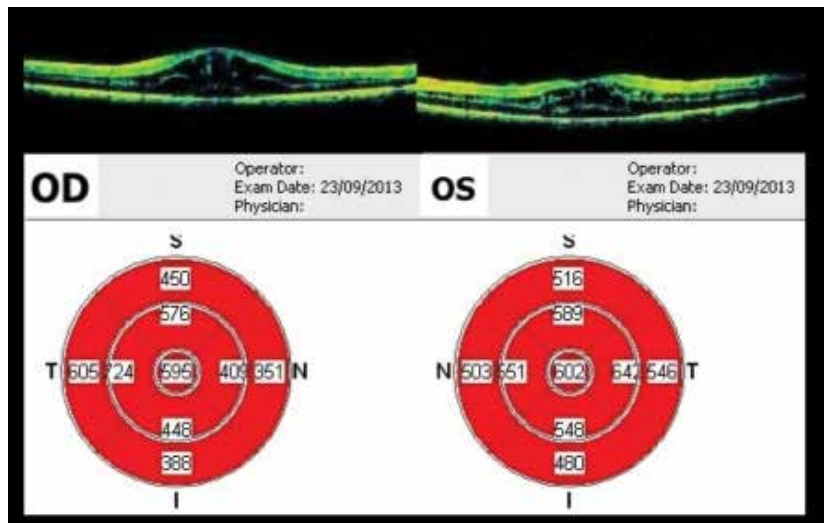 OD
Operator:
Exam Date: 23/09/2013
Physician:
OS
Operator:
Exam Date: 23/09/2013
Physician:
S
450
576
T 605 724 595 409 351 N
448
388
I
S
516
589
N 503 551 602 642 546 T
548
480
I